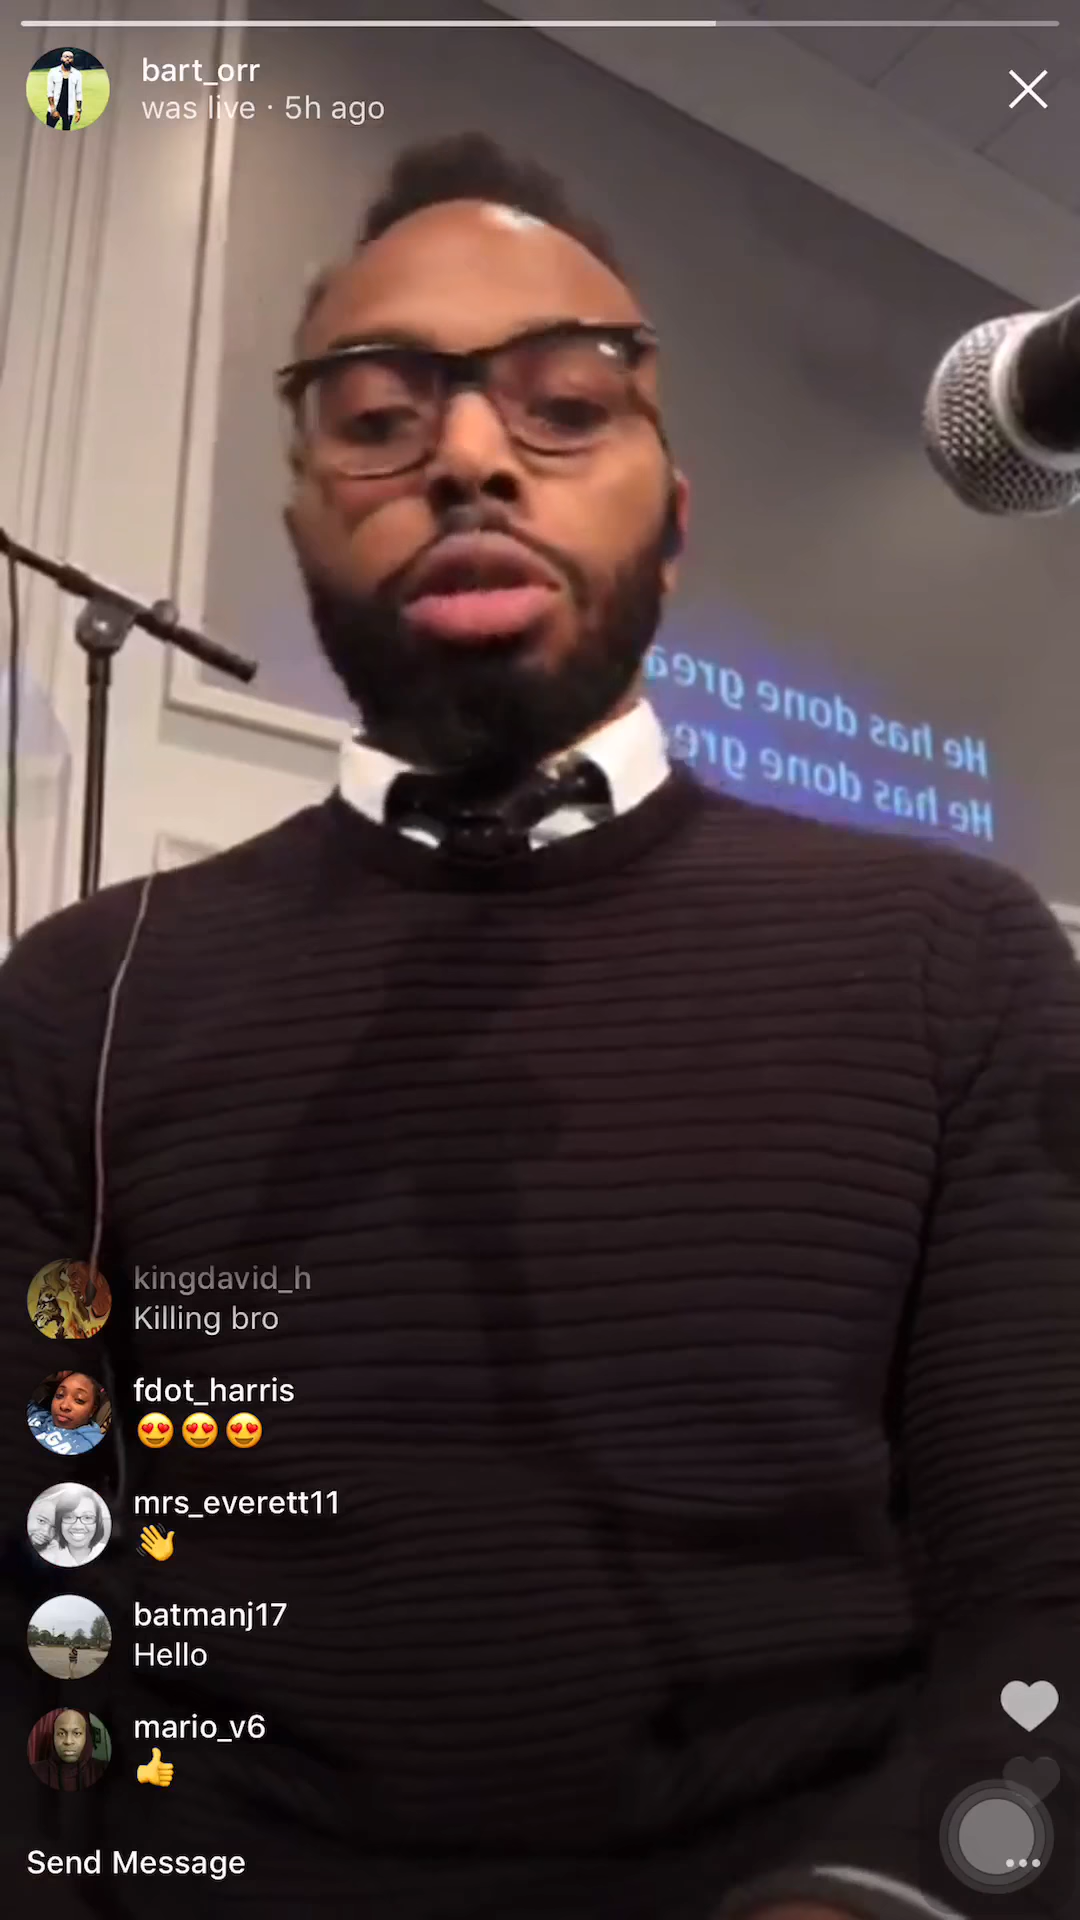 bart_orr
was live · 5h ago
He has done grea
He has done gre
kingdavid_h
Killing bro
fdot_harris
😍😍😍
mrs_everett11
👋
batmanj17
Hello
mario_v6
👍
Send Message